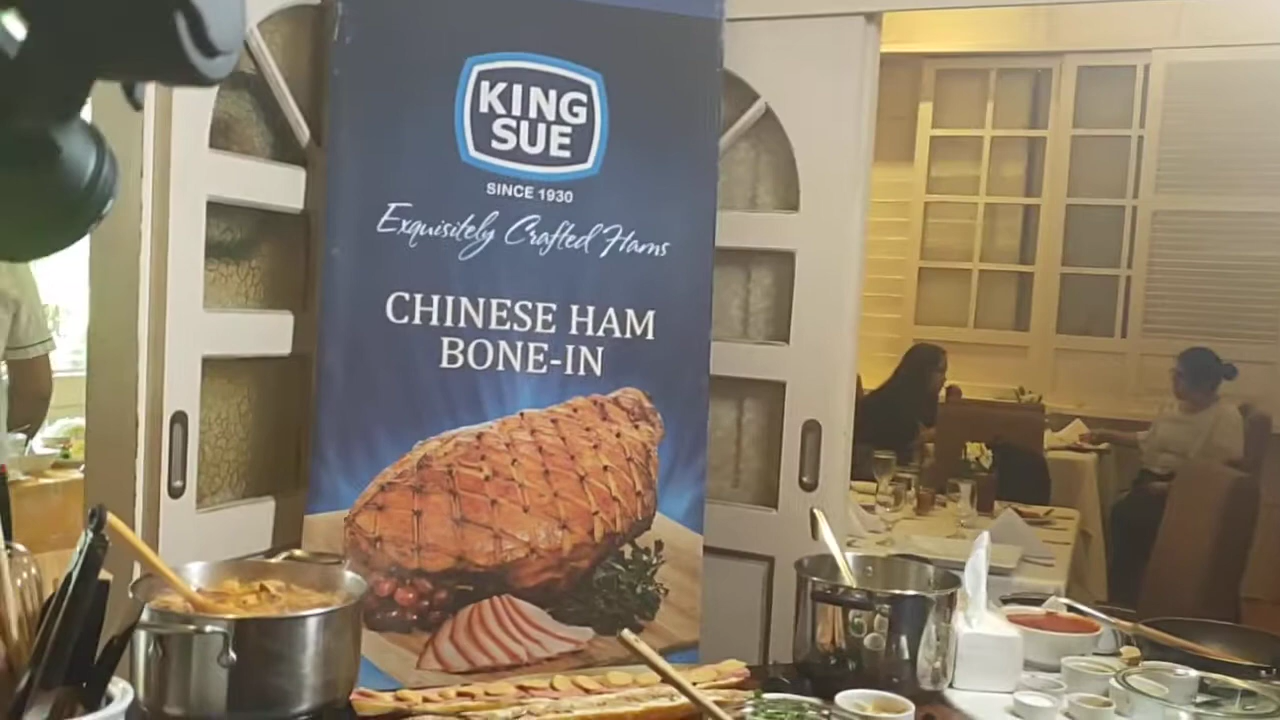 KING
SUE
SINCE 1930
Exquisitely Crafted Hams
CHINESE HAM
BONE-IN